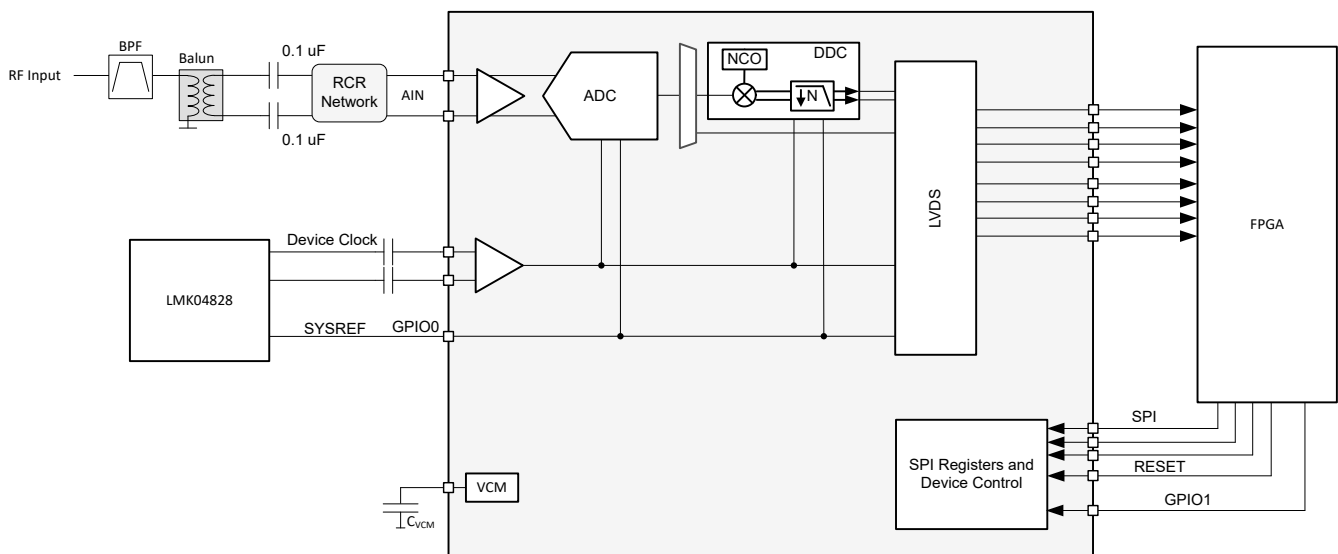 BPF
Balun
0.1 uF
RF Input
RCR
Network
AIN
0.1 uF
ADC
NCO
DDC
N
LVDS
FPGA
Device Clock
LMK04828
SYSREF
GPIO0
SPI
SPI Registers and
Device Control
RESET
GPIO1
VCM
CVCM